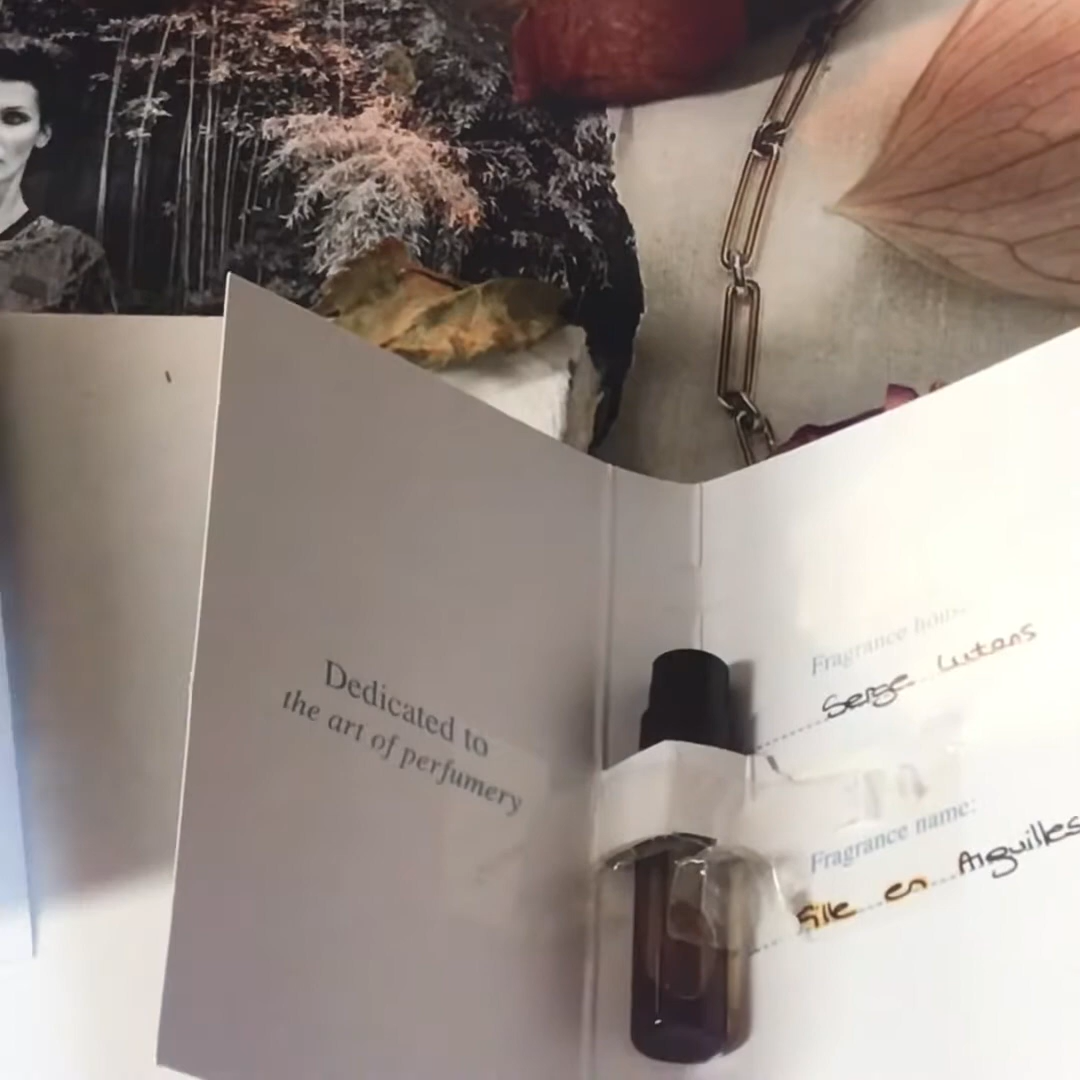 Dedicated to
the art of perfumery
Fragrance house:
Serge Lutens
Fragrance name:
Fille en Aiguilles